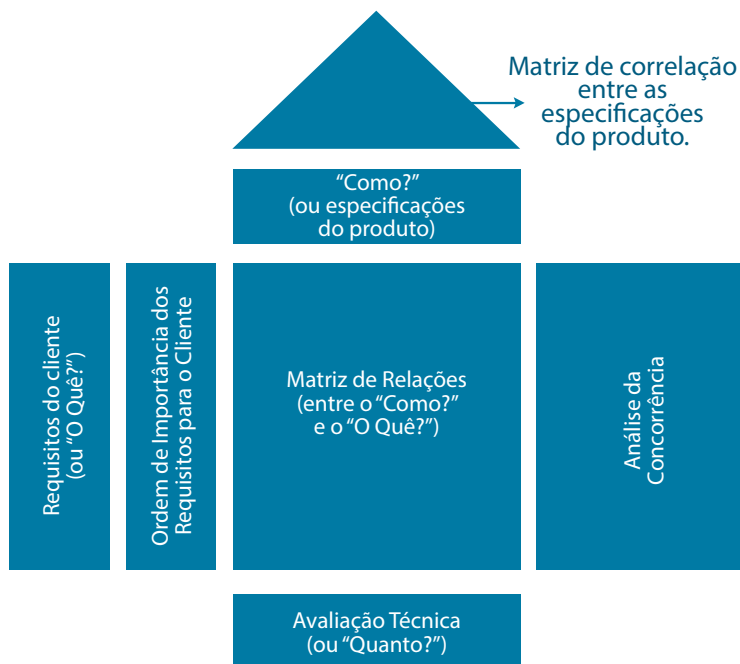 Matriz de correlação
entre as
especificações
do produto.
“Como?”
(ou especificações
do produto)
Requisitos do cliente
(ou “O Quê?”)
Ordem de Importância dos
Requisitos para o Cliente
Matriz de Relações
(entre o “Como?”
e o “O Quê?”)
Análise da
Concorrência
Avaliação Técnica
(ou “Quanto?”)